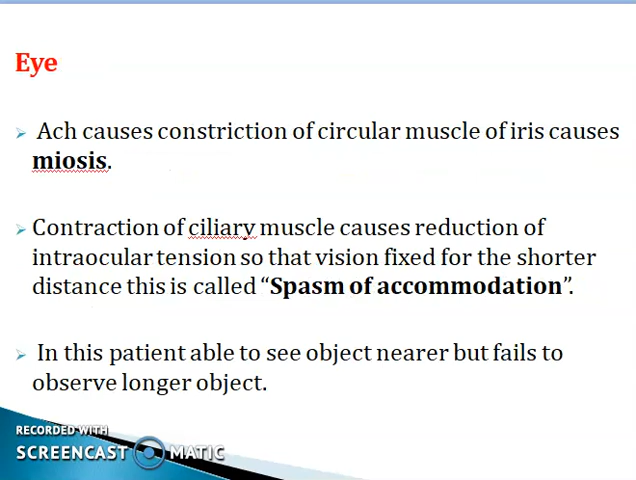 Eye
➢ Ach causes constriction of circular muscle of iris causes
miosis.
➢ Contraction of ciliary muscle causes reduction of
intraocular tension so that vision fixed for the shorter
distance this is called “Spasm of accommodation”.
➢ In this patient able to see object nearer but fails to
observe longer object.
RECORDED WITH
SCREENCAST MATIC